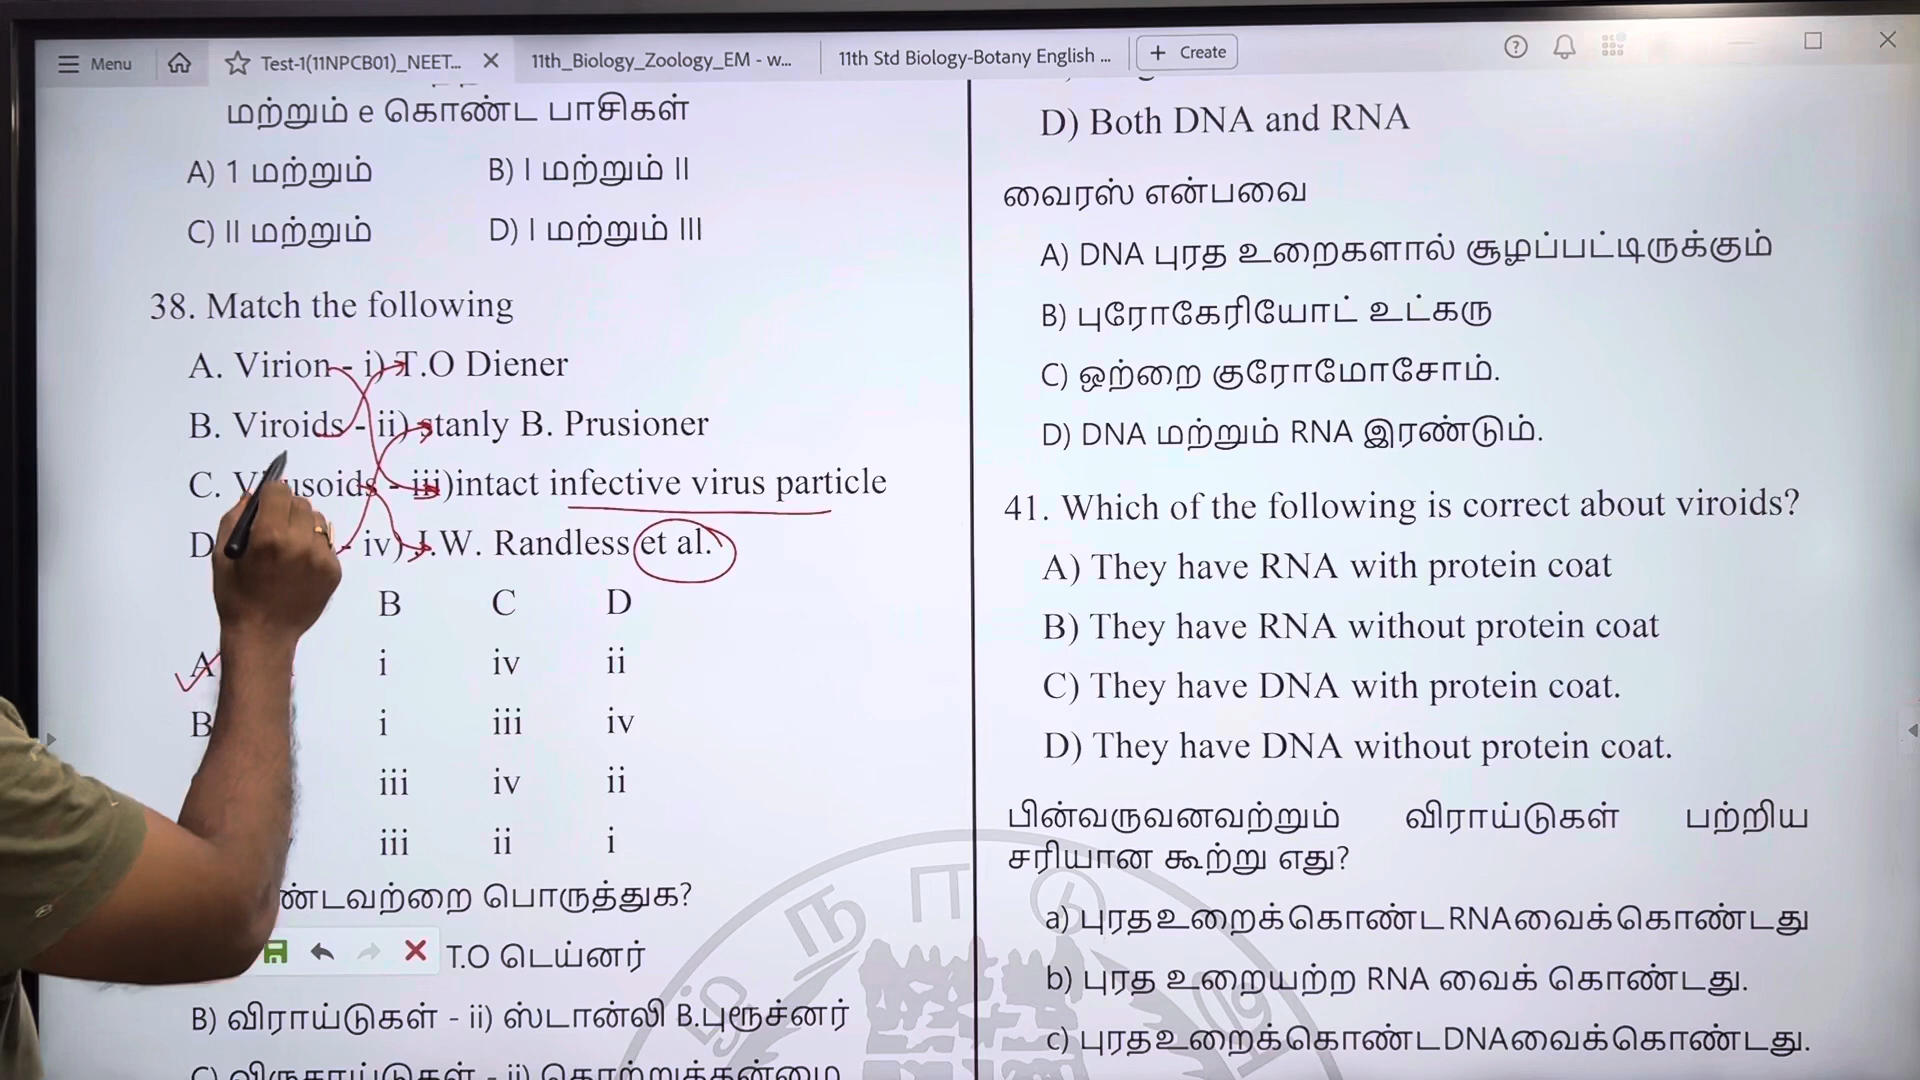 Menu
Test-1(11NPCB01)_NEET...
11th_Biology_Zoology_EM - w...
11th Std Biology-Botany English ...
+ Create
மற்றும் e கொண்ட பாசிகள்
A) 1 மற்றும் B) I மற்றும் II
C) II மற்றும் D) I மற்றும் III
38. Match the following
A. Virion - i) T.O Diener
B. Viroids - ii) stanly B. Prusioner
C. - iii)intact infective virus particle
D - iv) J.W. Randless et al.
B C D
A i iv ii
B i iii iv
iii iv ii
iii ii i
பொருத்துக?
T.O டெய்னர்
B) விராய்டுகள் - ii) ஸ்டான்லி B.புரூச்னர்
D) Both DNA and RNA
வைரஸ் என்பவை
A) DNA புரத உறைகளால் சூழப்பட்டிருக்கும்
B) புரோகேரியோட் உட்கரு
C) ஒற்றை குரோமோசோம்.
D) DNA மற்றும் RNA இரண்டும்.
41. Which of the following is correct about viroids?
A) They have RNA with protein coat
B) They have RNA without protein coat
C) They have DNA with protein coat.
D) They have DNA without protein coat.
பின்வருவனவற்றும் விராய்டுகள் பற்றிய
சரியான கூற்று எது?
a) புரதஉறைக்கொண்டRNAவைக்கொண்டது
b) புரத உறையற்ற RNA வைக் கொண்டது.
c) புரதஉறைக்கொண்டDNAவைக்கொண்டது.